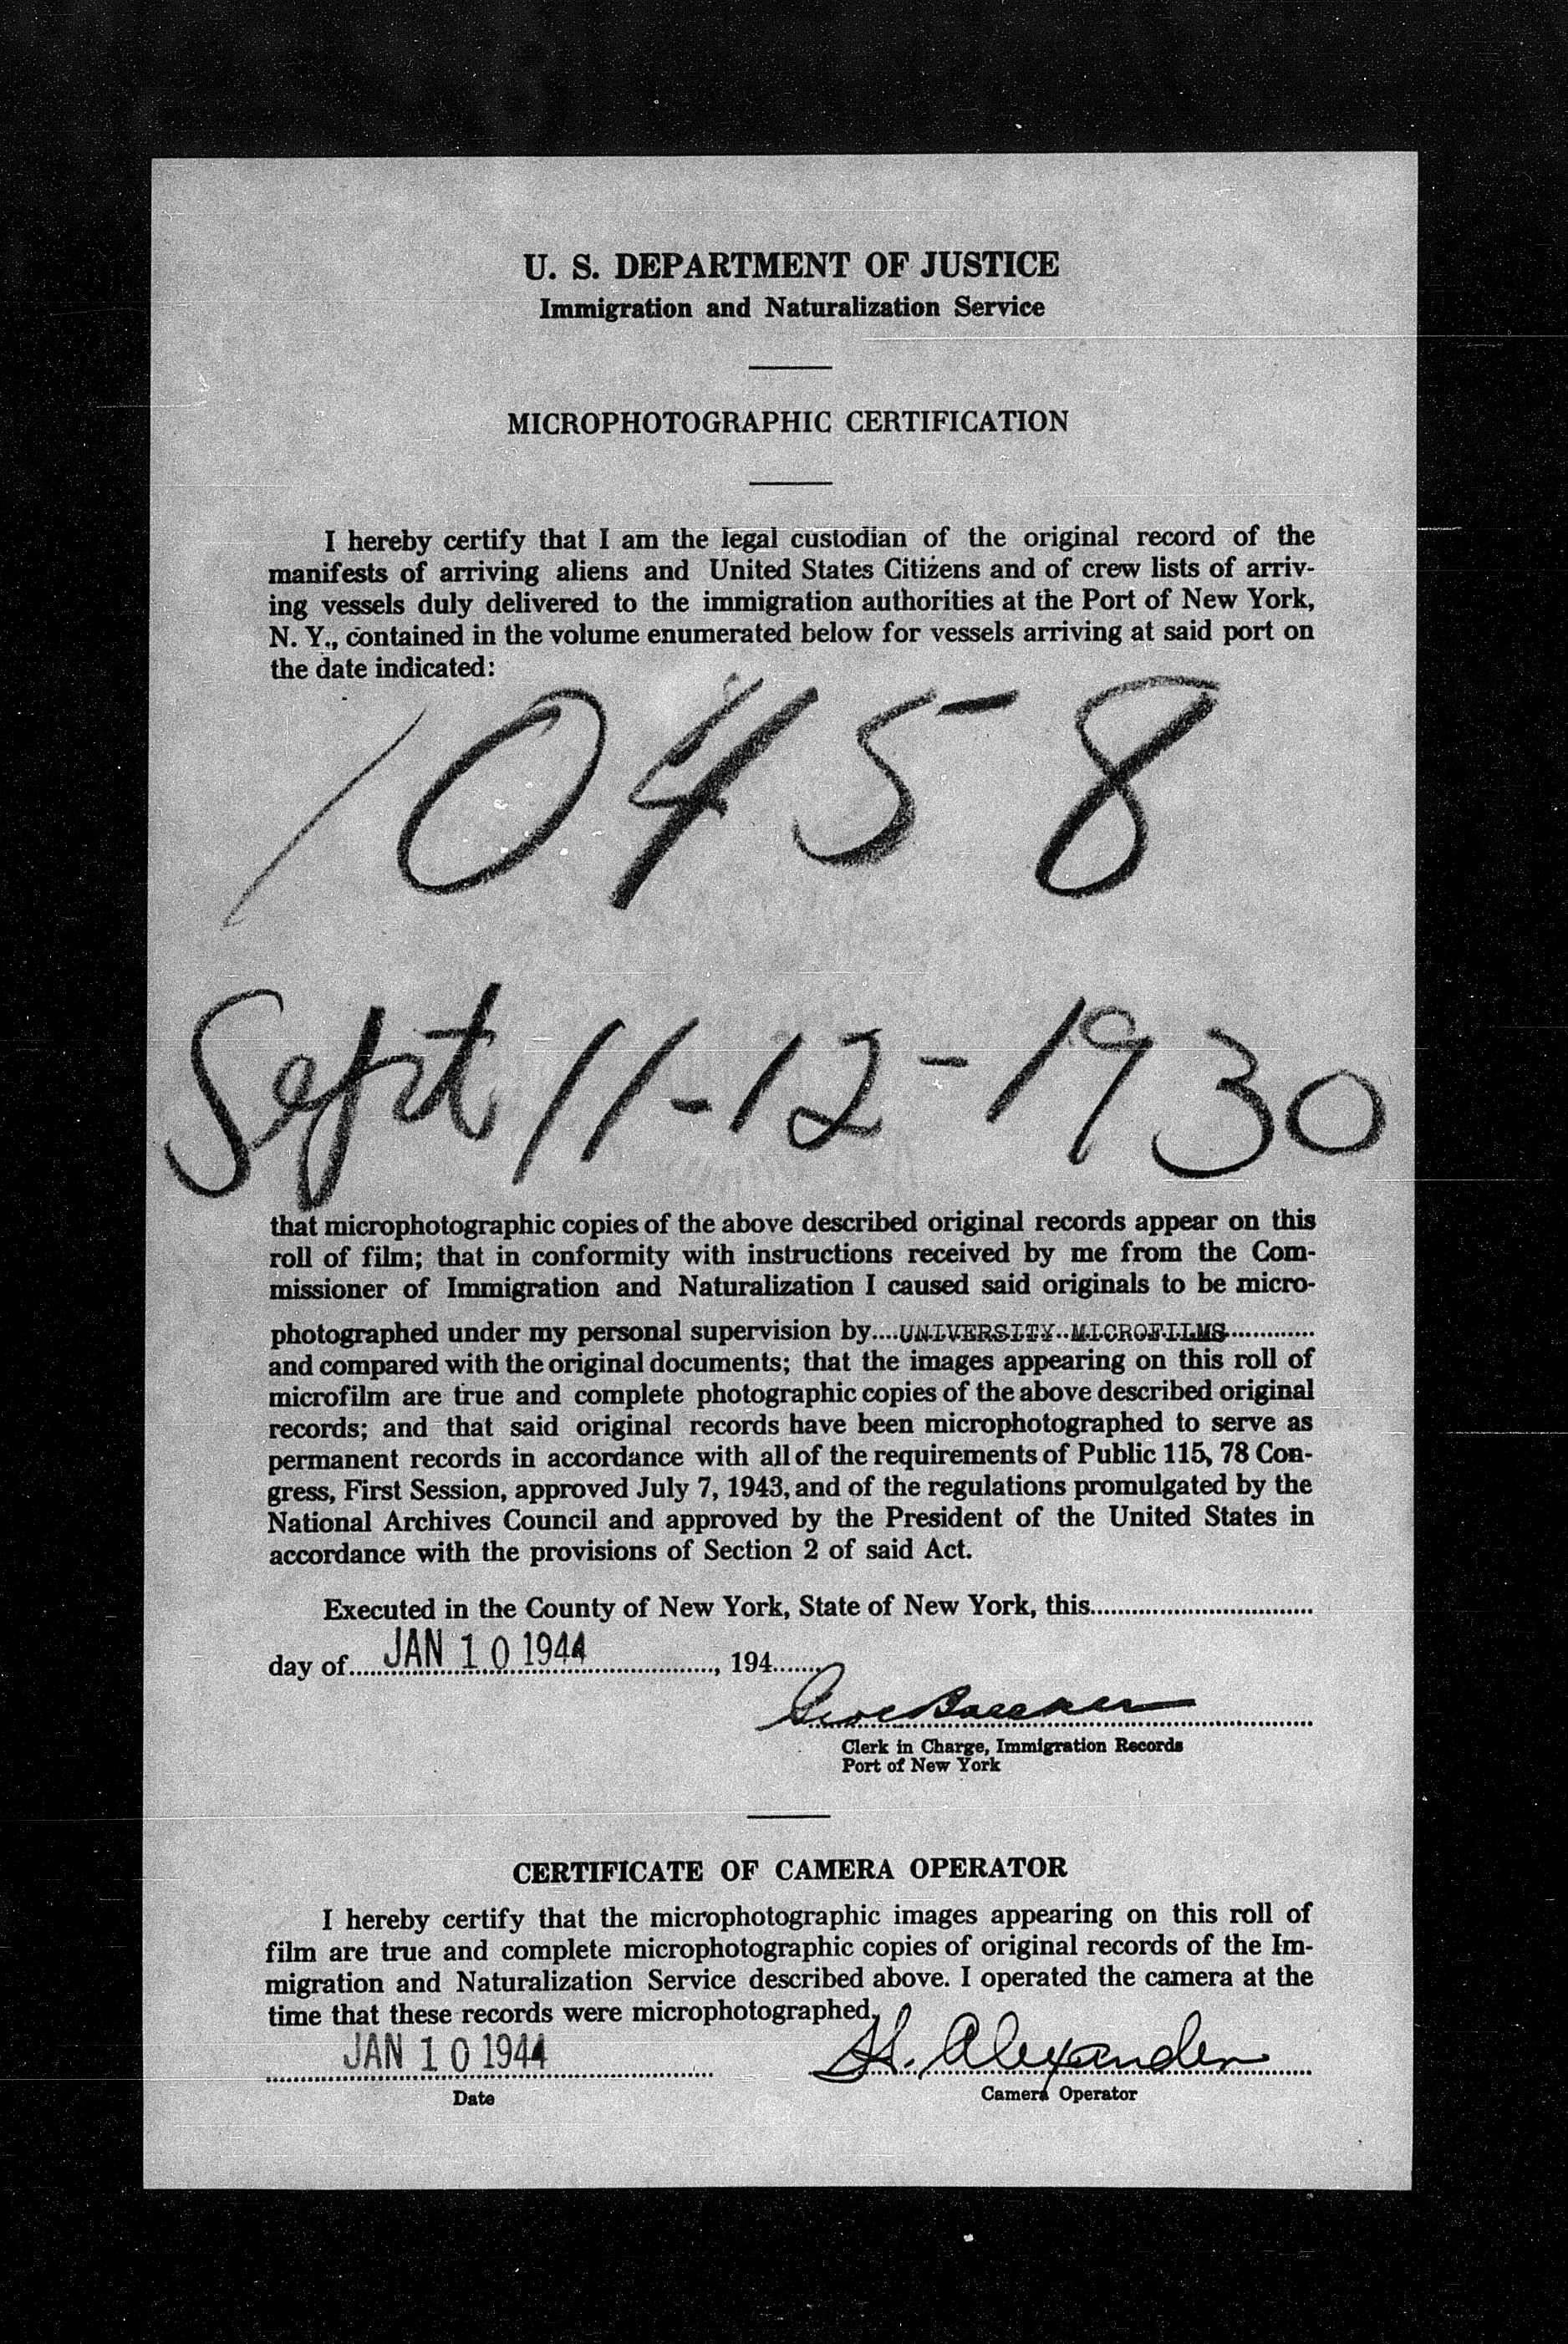 U. S. DEPARTMENT OF JUSTICE
Immigration and Naturalization Service
MICROPHOTOGRAPHIC CERTIFICATION
I hereby certify that I am the legal custodian of the original record of the
manifests of arriving aliens and United States Citizens and of crew lists of arriv-
ing vessels duly delivered to the immigration authorities at the Port of New York,
N. Y., contained in the volume enumerated below for vessels arriving at said port on
the date indicated:
10458
Sept 11-12-1930
that microphotographic copies of the above described original records appear on this
roll of film; that in conformity with instructions received by me from the Com-
missioner of Immigration and Naturalization I caused said originals to be micro-
photographed under my personal supervision by....UNIVERSITY MICROFILMS.............
and compared with the original documents; that the images appearing on this roll of
microfilm are true and complete photographic copies of the above described original
records; and that said original records have been microphotographed to serve as
permanent records in accordance with all of the requirements of Public 115, 78 Con-
gress, First Session, approved July 7, 1943, and of the regulations promulgated by the
National Archives Council and approved by the President of the United States in
accordance with the provisions of Section 2 of said Act.
Executed in the County of New York, State of New York, this................................
day of..... JAN 10 1944 ...................., 194.......
Clerk in Charge, Immigration Records
Port of New York
CERTIFICATE OF CAMERA OPERATOR
I hereby certify that the microphotographic images appearing on this roll of
film are true and complete microphotographic copies of original records of the Im-
migration and Naturalization Service described above. I operated the camera at the
time that these records were microphotographed.
JAN 10 1944 H. Alexander
Date Camera Operator